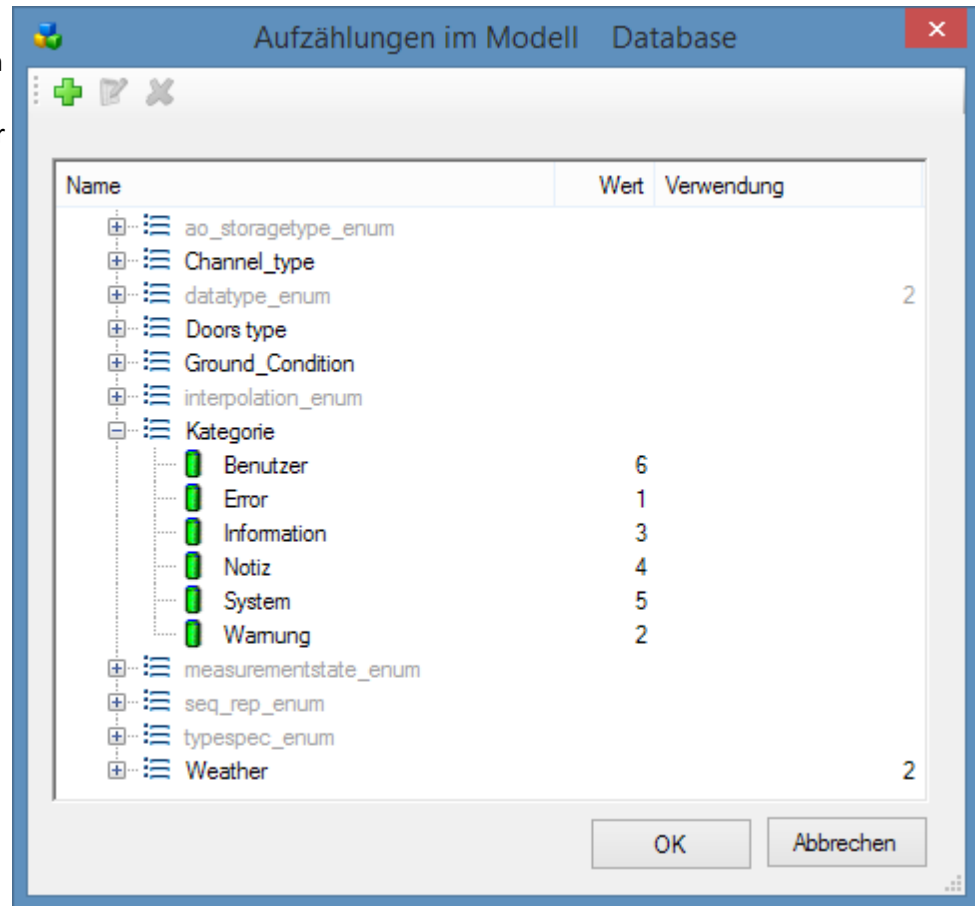 Aufzählungen im Modell Database
Name Wert Verwendung
ao_storagetype_enum
Channel_type
datatype_enum 2
Doors type
Ground_Condition
interpolation_enum
Kategorie
Benutzer 6
Error 1
Information 3
Notiz 4
System 5
Warnung 2
measurementstate_enum
seq_rep_enum
typespec_enum
Weather 2
OK Abbrechen